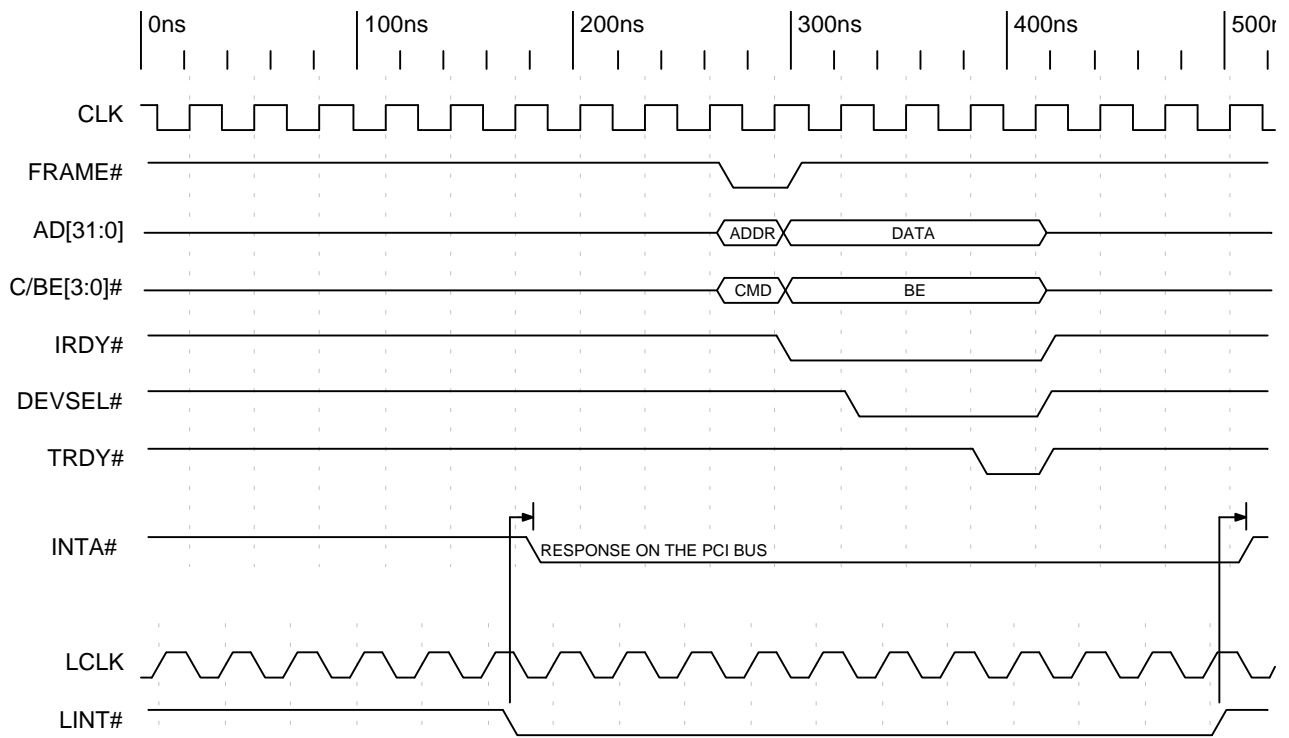 0ns 100ns 200ns 300ns 400ns 500n
CLK
FRAME#
AD[31:0] ADDR DATA
C/BE[3:0]# CMD BE
IRDY#
DEVSEL#
TRDY#
INTA# RESPONSE ON THE PCI BUS
LCLK
LINT#